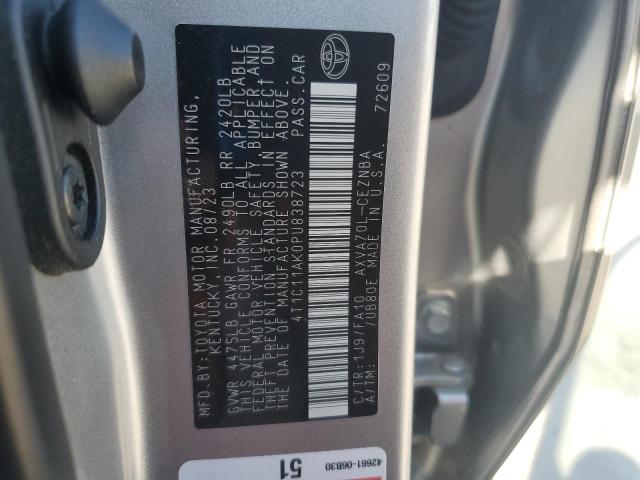 MFD. BY: TOYOTA MOTOR MANUFACTURING,
KENTUCKY, INC. 08/23
GVWR 4475LB GAWR FR 2490LB RR 2420LB
THIS VEHICLE CONFORMS TO ALL APPLICABLE
FEDERAL MOTOR VEHICLE SAFETY, BUMPER AND
THEFT PREVENTION STANDARDS IN EFFECT ON
THE DATE OF MANUFACTURE SHOWN ABOVE.
4T1C11AK0PU838723 PASS. CAR
C/TR: 1J9/FA10 AXVA70L-CEZNBA
A/TM: /UB80E MADE IN U.S.A. 72609
51
42661-06B30